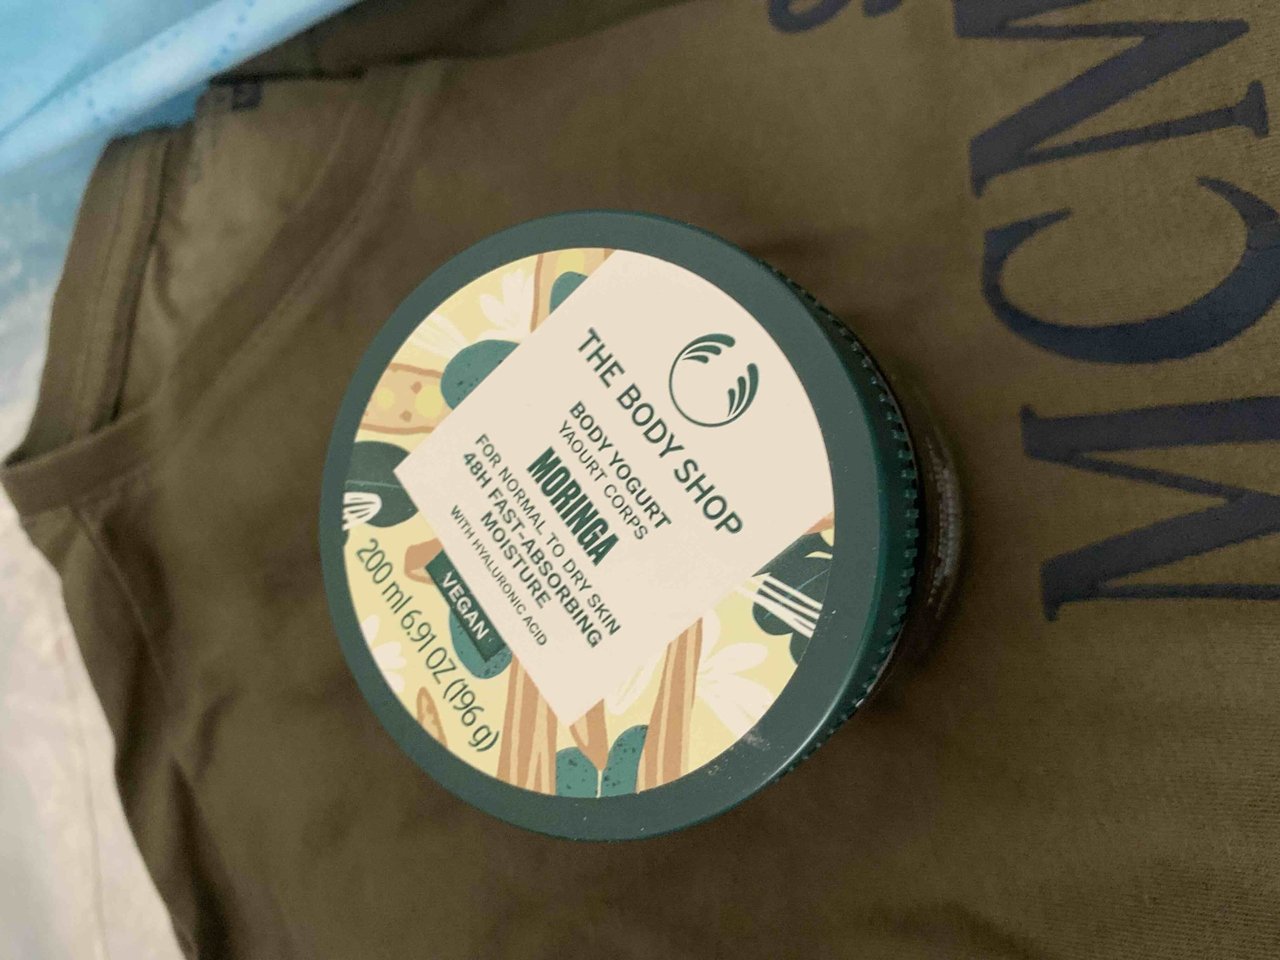 THE BODY SHOP
BODY YOGURT
YAOURT CORPS
MORINGA
FOR NORMAL TO DRY SKIN
48H FAST-ABSORBING
MOISTURE
WITH HYALURONIC ACID
VEGAN
200 ml 6.91 OZ (196 g)
MCN